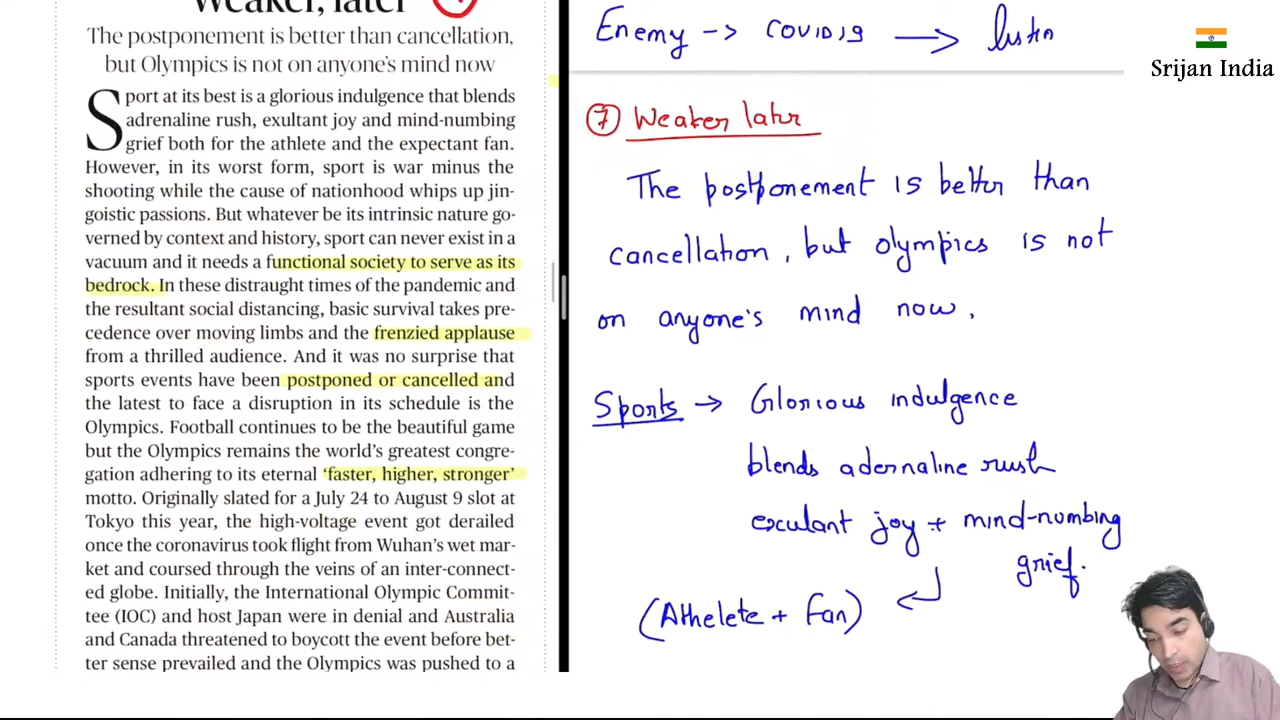 Weaker, later
The postponement is better than cancellation,
but Olympics is not on anyone's mind now
Sport at its best is a glorious indulgence that blends
adrenaline rush, exultant joy and mind-numbing
grief both for the athlete and the expectant fan.
However, in its worst form, sport is war minus the
shooting while the cause of nationhood whips up jin-
goistic passions. But whatever be its intrinsic nature go-
verned by context and history, sport can never exist in a
vacuum and it needs a functional society to serve as its
bedrock. In these distraught times of the pandemic and
the resultant social distancing, basic survival takes pre-
cedence over moving limbs and the frenzied applause
from a thrilled audience. And it was no surprise that
sports events have been postponed or cancelled and
the latest to face a disruption in its schedule is the
Olympics. Football continues to be the beautiful game
but the Olympics remains the world's greatest congre-
gation adhering to its eternal 'faster, higher, stronger'
motto. Originally slated for a July 24 to August 9 slot at
Tokyo this year, the high-voltage event got derailed
once the coronavirus took flight from Wuhan's wet mar-
ket and coursed through the veins of an inter-connect-
ed globe. Initially, the International Olympic Commit-
tee (IOC) and host Japan were in denial and Australia
and Canada threatened to boycott the event before bet-
ter sense prevailed and the Olympics was pushed to a
Enemy -> COVID19 ->
7 Weaker later
The postponement is better than
cancellation, but olympics is not
on anyone's mind now.
Sports -> Glorious indulgence
blends adernaline rush
exculant joy + mind-numbing
grief.
(Athelete + Fan)
Srijan India